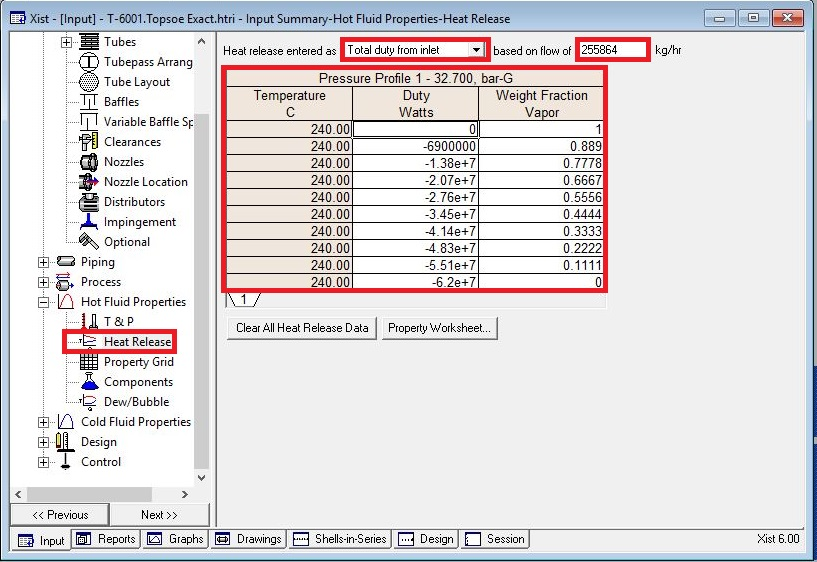 Xist - [Input] - T-6001.Topsoe Exact.htri - Input Summary-Hot Fluid Properties-Heat Release
Tubes
Tubepass Arrang
Tube Layout
Baffles
Variable Baffle Sp
Clearances
Nozzles
Nozzle Location
Distributors
Impingement
Optional
Piping
Process
Hot Fluid Properties
T & P
Heat Release
Property Grid
Components
Dew/Bubble
Cold Fluid Properties
Design
Control
<< Previous Next >>
Heat release entered as Total duty from inlet based on flow of 255864 kg/hr
Pressure Profile 1 - 32.700, bar-G
Temperature Duty Weight Fraction
C Watts Vapor
240.00 0 1
240.00 -6900000 0.889
240.00 -1.38e+7 0.7778
240.00 -2.07e+7 0.6667
240.00 -2.76e+7 0.5556
240.00 -3.45e+7 0.4444
240.00 -4.14e+7 0.3333
240.00 -4.83e+7 0.2222
240.00 -5.51e+7 0.1111
240.00 -6.2e+7 0
1
Clear All Heat Release Data Property Worksheet...
Input Reports Graphs Drawings Shells-in-Series Design Session Xist 6.00